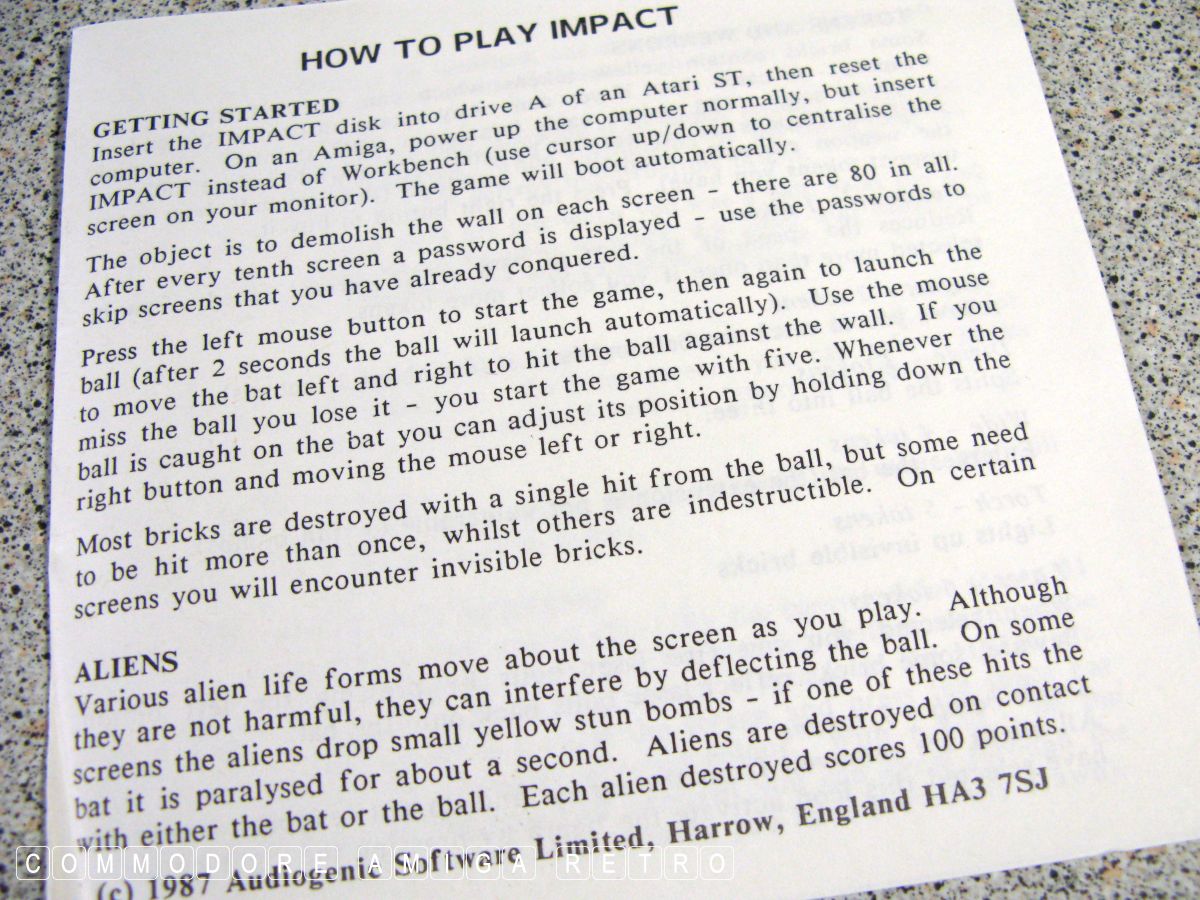 HOW TO PLAY IMPACT
GETTING STARTED
Insert the IMPACT disk into drive A of an Atari ST, then reset the
computer. On an Amiga, power up the computer normally, but insert
IMPACT instead of Workbench (use cursor up/down to centralise the
screen on your monitor). The game will boot automatically.
The object is to demolish the wall on each screen - there are 80 in all.
After every tenth screen a password is displayed - use the passwords to
skip screens that you have already conquered.
Press the left mouse button to start the game, then again to launch the
ball (after 2 seconds the ball will launch automatically). Use the mouse
to move the bat left and right to hit the ball against the wall. If you
miss the ball you lose it - you start the game with five. Whenever the
ball is caught on the bat you can adjust its position by holding down the
right button and moving the mouse left or right.
Most bricks are destroyed with a single hit from the ball, but some need
to be hit more than once, whilst others are indestructible. On certain
screens you will encounter invisible bricks.
ALIENS
Various alien life forms move about the screen as you play. Although
they are not harmful, they can interfere by deflecting the ball. On some
screens the aliens drop small yellow stun bombs - if one of these hits the
bat it is paralysed for about a second. Aliens are destroyed on contact
with either the bat or the ball. Each alien destroyed scores 100 points.
(c) 1987 Audiogenic Software Limited, Harrow, England HA3 7SJ
COMMODORE AMIGA RETRO